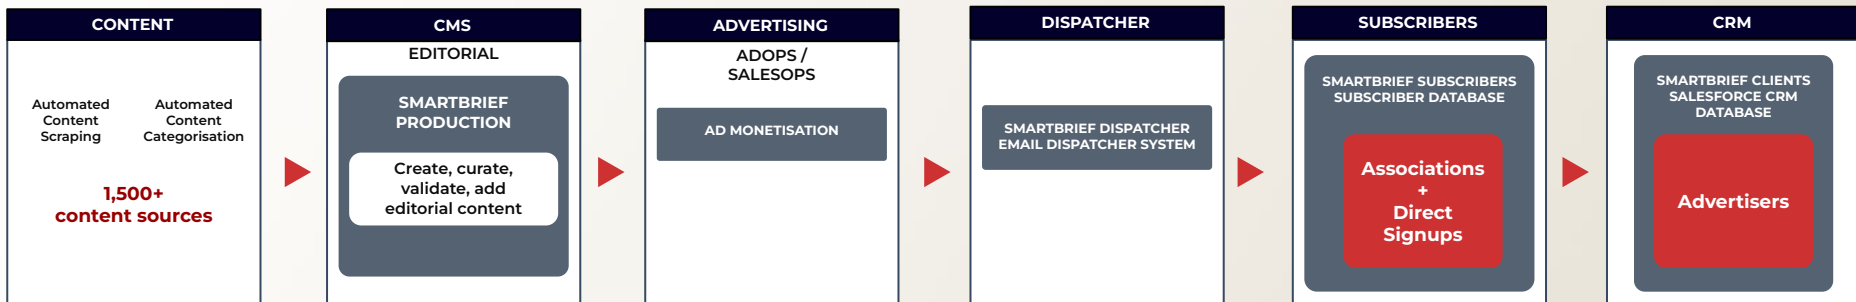 CONTENT
Automated
Content
Scraping
Automated
Content
Categorisation
1,500+
content sources
CMS
EDITORIAL
SMARTBRIEF
PRODUCTION
Create, curate,
validate, add
editorial content
ADVERTISING
ADOPS /
SALESOPS
AD MONETISATION
DISPATCHER
SMARTBRIEF DISPATCHER
EMAIL DISPATCHER SYSTEM
SUBSCRIBERS
SMARTBRIEF SUBSCRIBERS
SUBSCRIBER DATABASE
Associations
+
Direct
Signups
CRM
SMARTBRIEF CLIENTS
SALESFORCE CRM
DATABASE
Advertisers